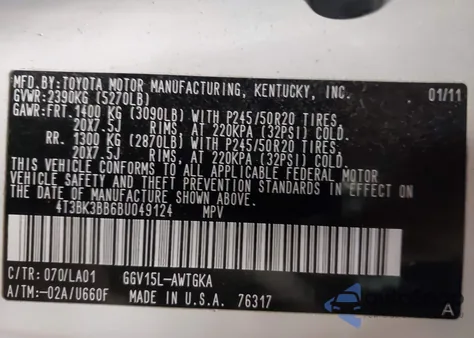 MFD.BY:TOYOTA MOTOR MANUFACTURING, KENTUCKY, INC.
GVWR:2390KG (5270LB) 01/11
GAWR:FRT. 1400 KG (3090LB) WITH P245/50R20 TIRES,
20X7.5J RIMS, AT 220KPA (32PSI) COLD.
RR. 1300 KG (2870LB) WITH P245/50R20 TIRES,
20X7.5J RIMS, AT 220KPA (32PSI) COLD.
THIS VEHICLE CONFORMS TO ALL APPLICABLE FEDERAL MOTOR
VEHICLE SAFETY AND THEFT PREVENTION STANDARDS IN EFFECT ON
THE DATE OF MANUFACTURE SHOWN ABOVE.
4T3BK3BB6BU049124 MPV
C/TR:070/LA01 GGV15L-AWTGKA
A/TM:-02A/U660F MADE IN U.S.A. 76317 A